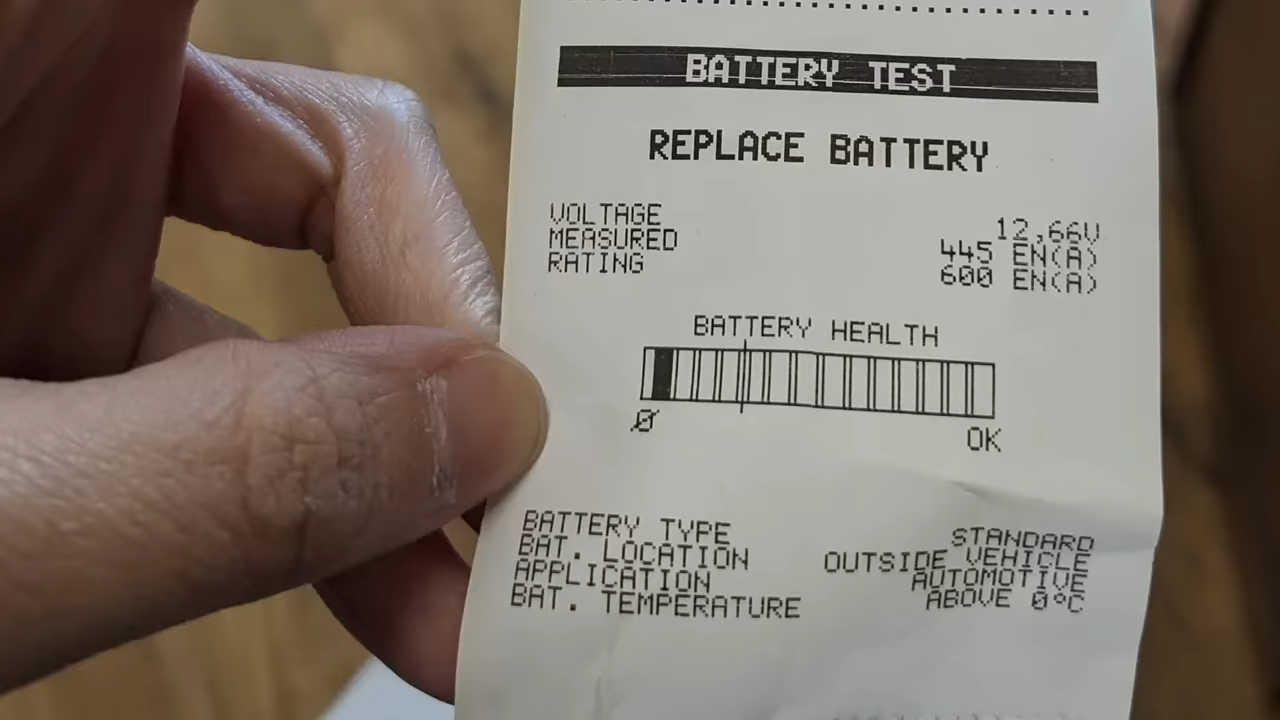 BATTERY TEST
REPLACE BATTERY
VOLTAGE 12,66V
MEASURED 445 EN(A)
RATING 600 EN(A)
BATTERY HEALTH
0 OK
BATTERY TYPE STANDARD
BAT. LOCATION OUTSIDE VEHICLE
APPLICATION AUTOMOTIVE
BAT. TEMPERATURE ABOVE 0°C